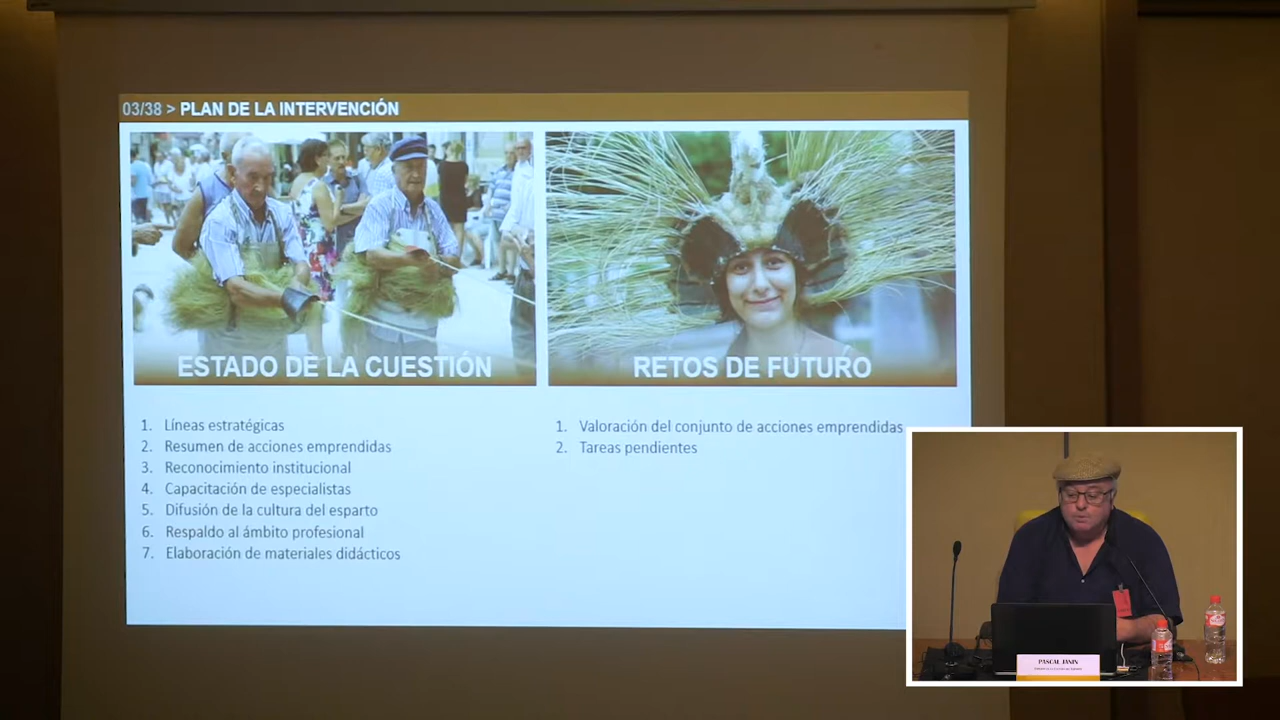 03/38 > PLAN DE LA INTERVENCIÓN
ESTADO DE LA CUESTIÓN
1. Líneas estratégicas
2. Resumen de acciones emprendidas
3. Reconocimiento institucional
4. Capacitación de especialistas
5. Difusión de la cultura del esparto
6. Respaldo al ámbito profesional
7. Elaboración de materiales didácticos
RETOS DE FUTURO
1. Valoración del conjunto de acciones emprendidas
2. Tareas pendientes
PASCAL JANIN